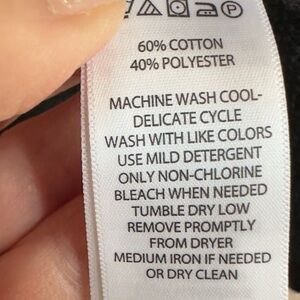 60% COTTON
40% POLYESTER
MACHINE WASH COOL-
DELICATE CYCLE
WASH WITH LIKE COLORS
USE MILD DETERGENT
ONLY NON-CHLORINE
BLEACH WHEN NEEDED
TUMBLE DRY LOW
REMOVE PROMPTLY
FROM DRYER
MEDIUM IRON IF NEEDED
OR DRY CLEAN